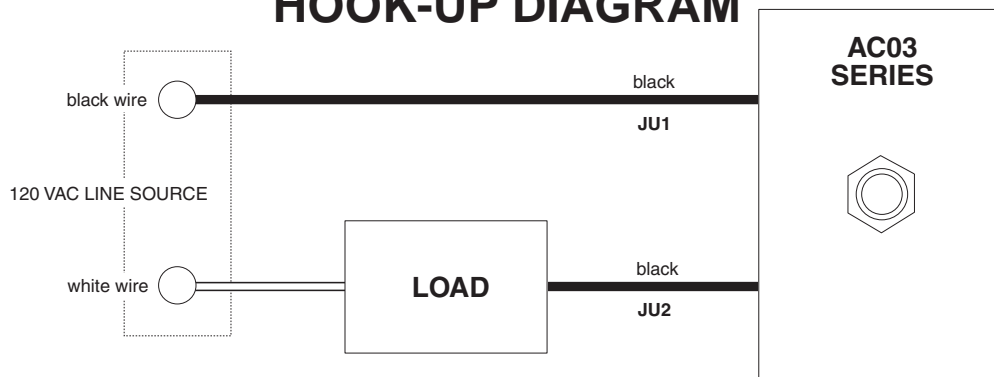 HOOK-UP DIAGRAM
AC03
SERIES
black wire
black
JU1
120 VAC LINE SOURCE
white wire
LOAD
black
JU2